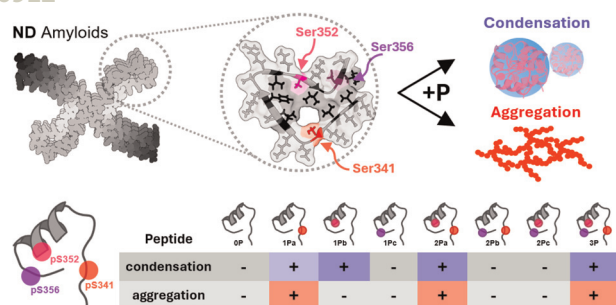 ND Amyloids
Ser352
Ser356
Ser341
+P
Condensation
Aggregation
pS352
pS356
pS341
Peptide 0P 1Pa 1Pb 1Pc 2Pa 2Pb 2Pc 3P
condensation - + + - + - - +
aggregation - + - - + - - +